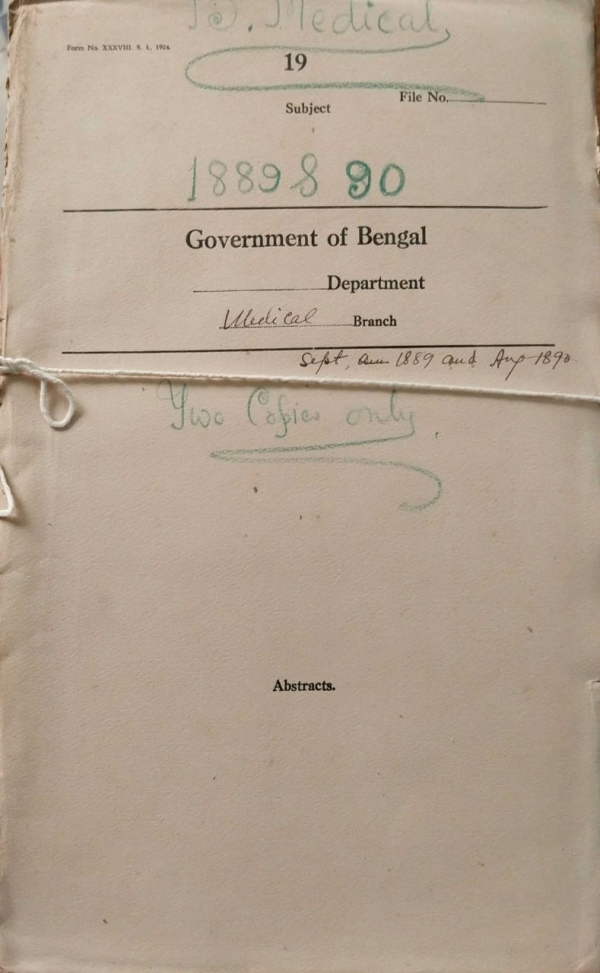 B. Medical,
Form No. XXXVIII S. L. 1924.
19
File No.
Subject
1889 & 90
Government of Bengal
Department
Medical Branch
Sept, 1889 and Aug 1890.
Two Copies only.
Abstracts.